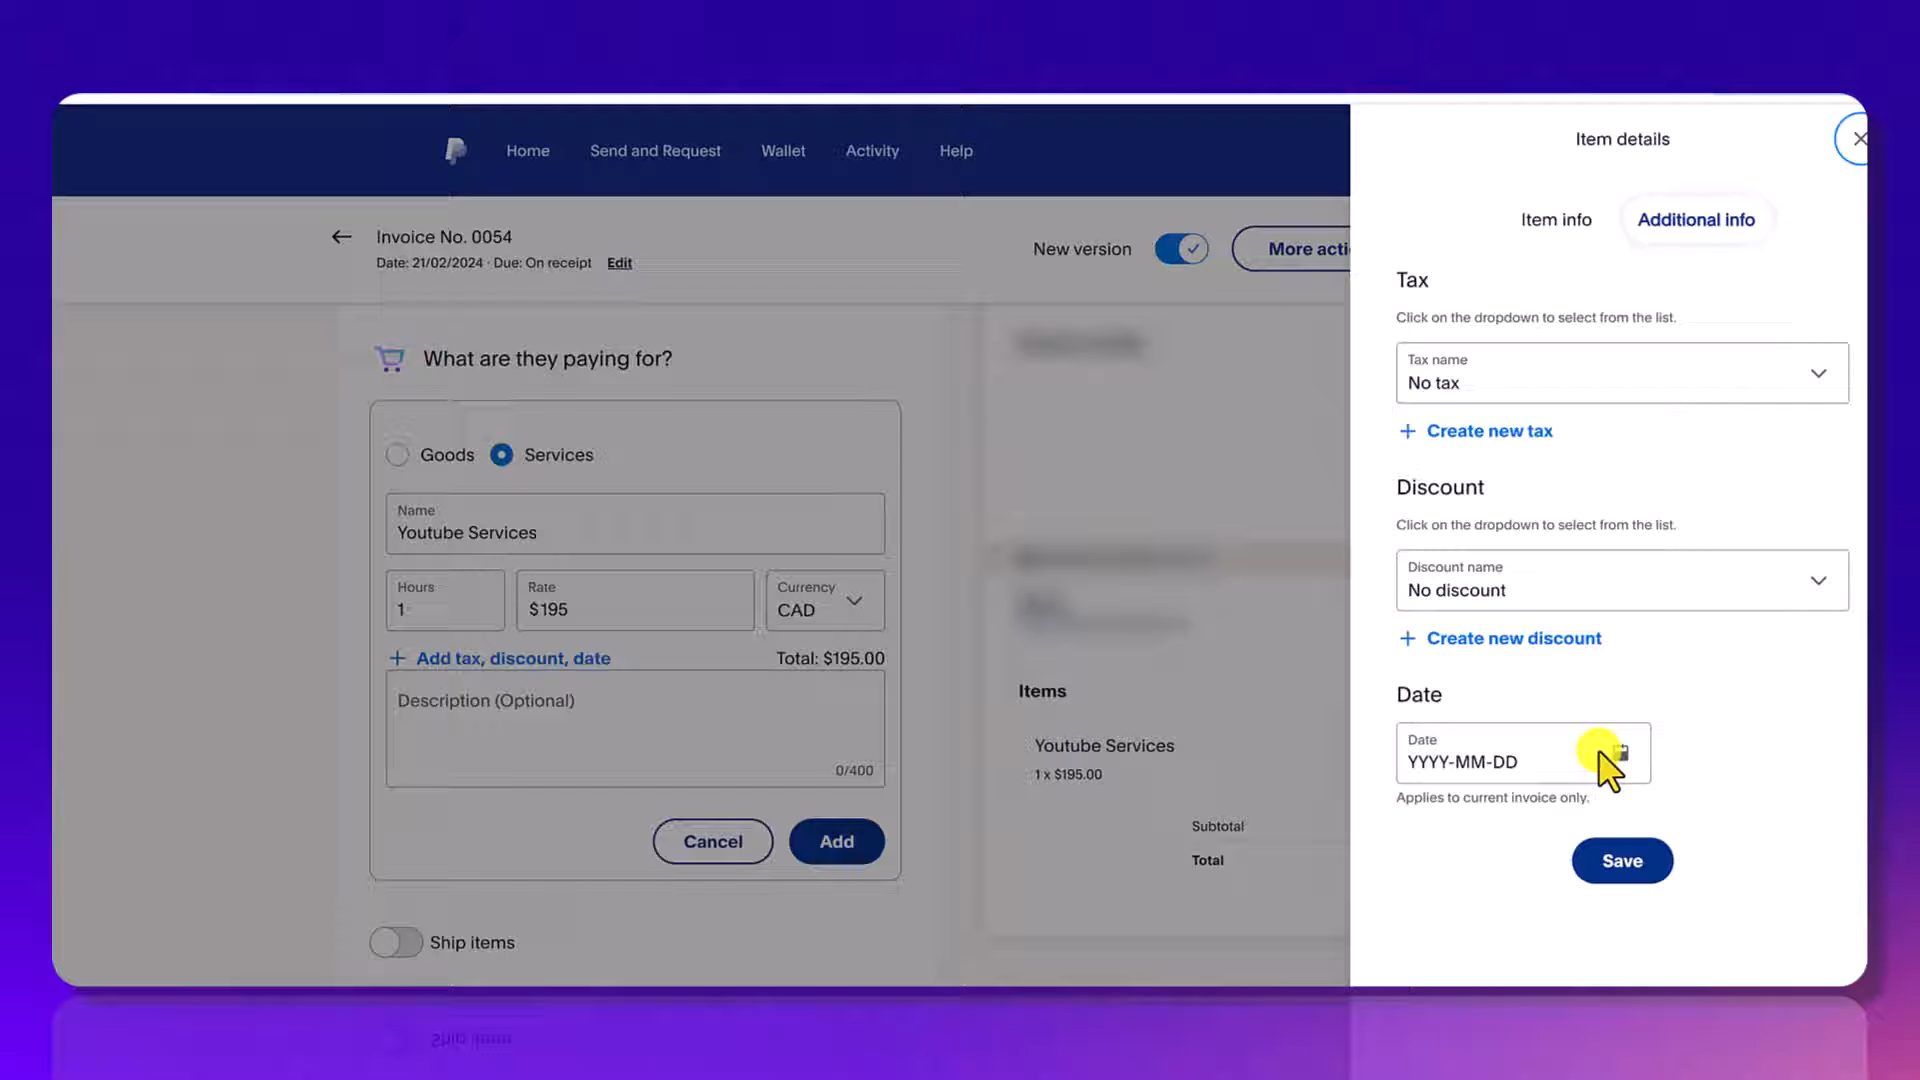 Home
Send and Request
Wallet
Activity
Help
Invoice No. 0054
Date: 21/02/2024 · Due: On receipt Edit
New version
More acti
What are they paying for?
Goods
Services
Name
Youtube Services
Hours
1
Rate
$195
Currency
CAD
+ Add tax, discount, date
Total: $195.00
Description (Optional)
0/400
Cancel
Add
Ship items
Items
Youtube Services
1 x $195.00
Subtotal
Total
Item details
Item info
Additional info
Tax
Click on the dropdown to select from the list.
Tax name
No tax
+ Create new tax
Discount
Click on the dropdown to select from the list.
Discount name
No discount
+ Create new discount
Date
Date
YYYY-MM-DD
Applies to current invoice only.
Save